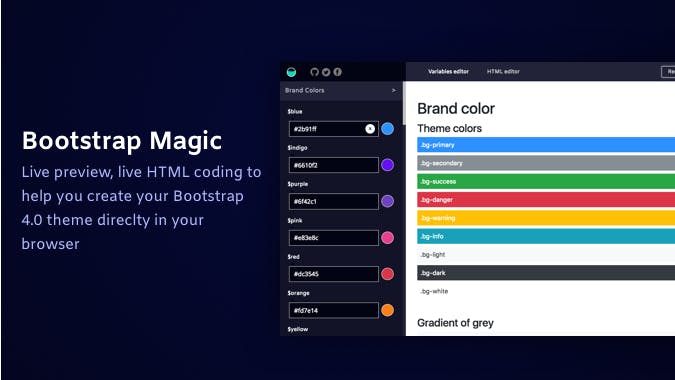 Bootstrap Magic
Live preview, live HTML coding to
help you create your Bootstrap
4.0 theme direclty in your
browser
Variables editor
HTML editor
Re
Brand Colors
>
$blue
#2b91ff
$indigo
#6610f2
$purple
#6f42c1
$pink
#e83e8c
$red
#dc3545
$orange
#fd7e14
$yellow
Brand color
Theme colors
.bg-primary
.bg-secondary
.bg-success
.bg-danger
.bg-warning
.bg-info
.bg-light
.bg-dark
.bg-white
Gradient of grey